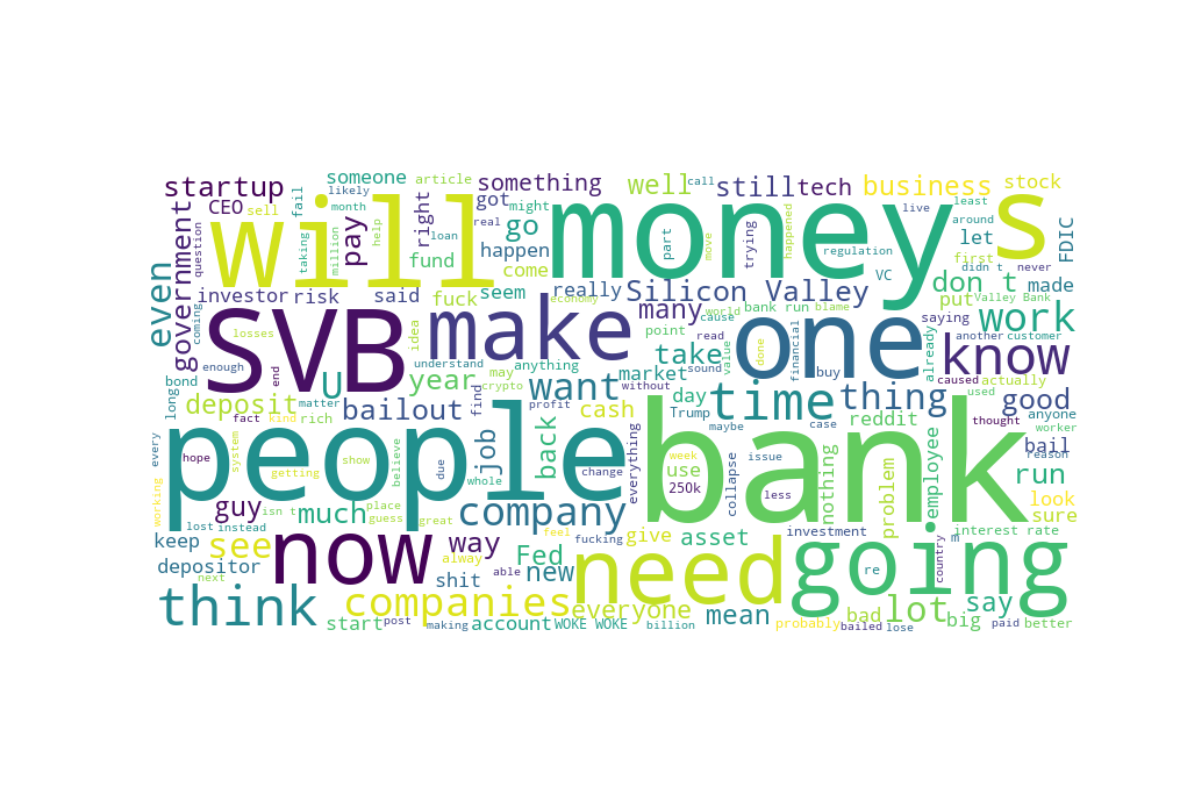 startup
CEO
sell
fail
someone
likely
article
something
got
might
well
call
still
tech
business
stock
live
least
government
question
taking
month
million
help
pay
loan
right
real
will
go
happen
come
fund
money
part
move
trying
happened
regulation
VC
s
around
let
first
didn t
never
FDIC
don t
made
even
coming
investor
risk
said
fuck
seem
really
Silicon Valley
put
Valley Bank
losses
enough
idea
economy
many
world
bank run
blame
saying
work
another
customer
SVB
make
cause
point
read
one
already
end
understand
anything
take
sound
value
done
financial
know
long
bond
U
year
may
crypto
want
market
without
buy
caused
actually
used
deposit
matter
bailout
find
profit
cash
day
Trump
time
thing
good
anyone
fact
kind
rich
maybe
case
reddit
thought
worker
every
hope
system
show
believe
due
job
back
everything
week
use
issue
bail
reason
people
getting
whole
change
250k
collapse
less
nothing
problem
employee
bank
run
working
isn t
place
guess
great
company
look
guy
much
feel
sure
lost
instead
fucking
give
asset
investment
interest rate
m
keep
see
now
way
Fed
always
need
going
re
country
depositor
next
shit
able
new
think
companies
everyone
mean
bad
lot
say
start
post
making
account
WOKE WOKE
billion
probably
bailed
lose
big
paid
better